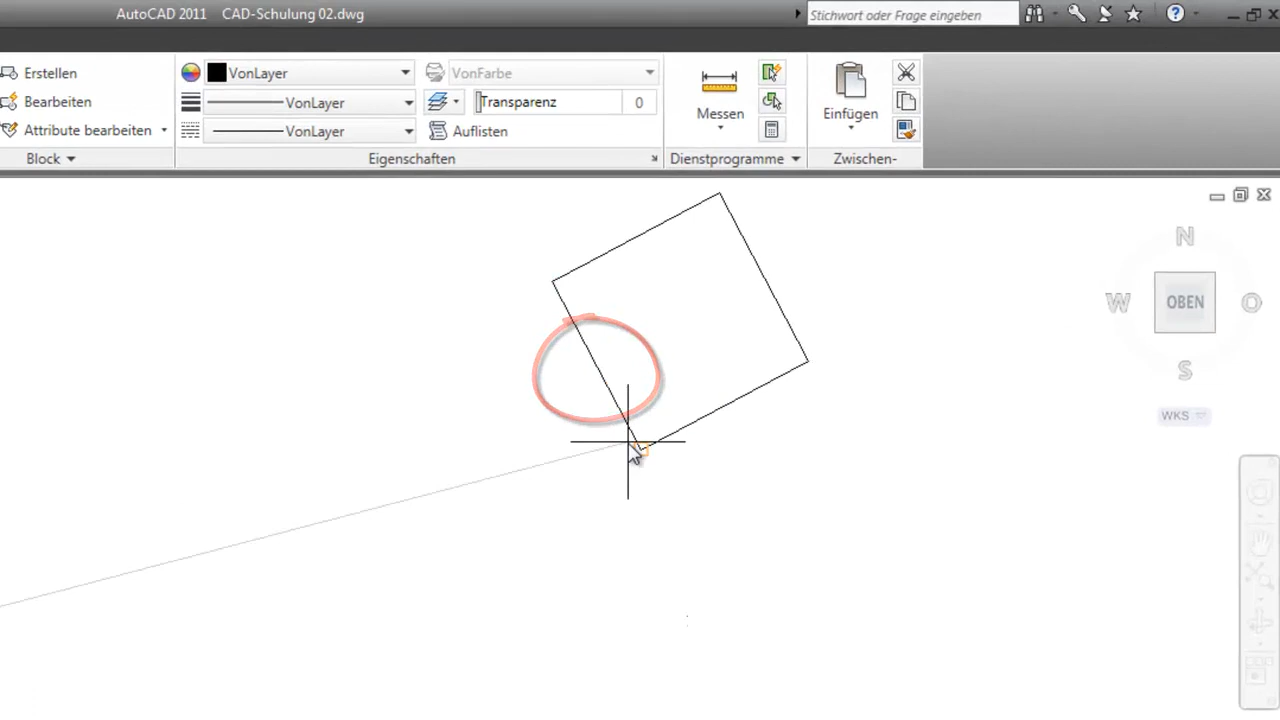 AutoCAD 2011 CAD-Schulung 02.dwg
Stichwort oder Frage eingeben
Erstellen
Bearbeiten
Attribute bearbeiten
Block
VonLayer
VonLayer
VonLayer
VonFarbe
Transparenz 0
Auflisten
Eigenschaften
Messen
Dienstprogramme
Einfügen
Zwischen-
N
W
OBEN
O
S
WKS